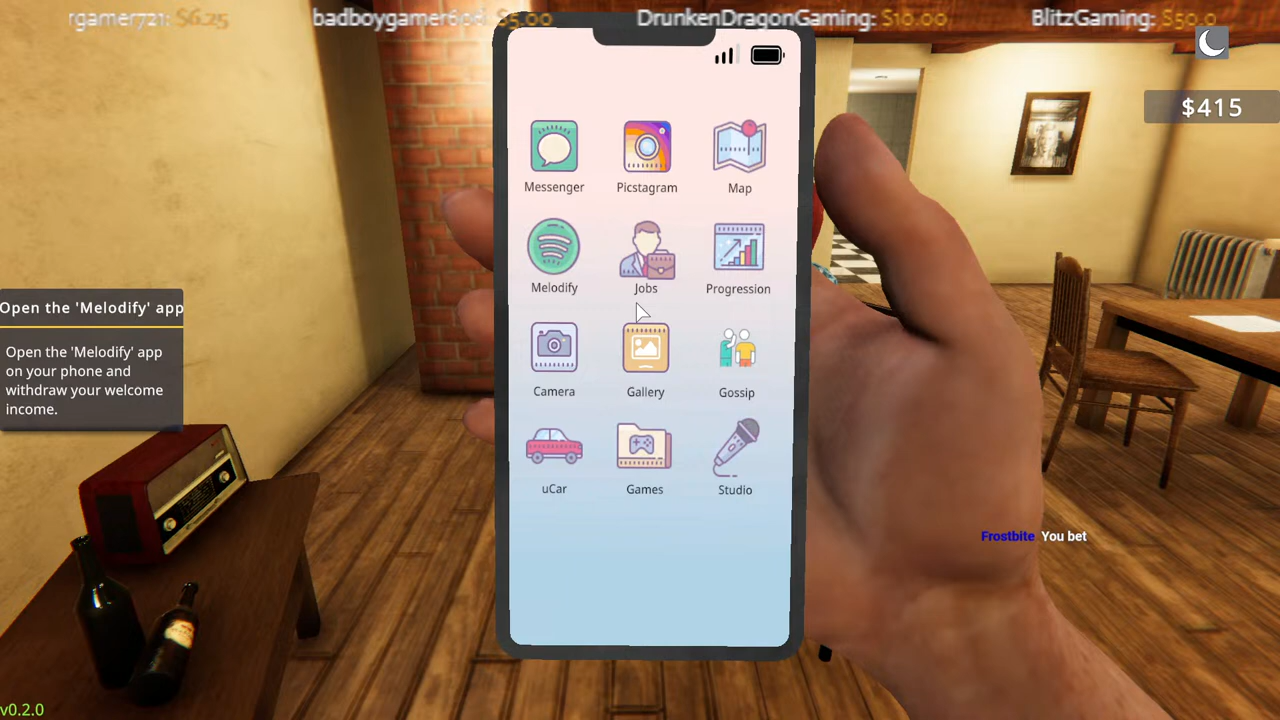 rgamer721: $6.25 badboygamer606: $5.00 DrunkenDragonGaming: $10.00 BlitzGaming: $50.0
$415
Messenger Picstagram Map
Melodify Jobs Progression
Camera Gallery Gossip
uCar Games Studio
Open the 'Melodify' app
Open the 'Melodify' app
on your phone and
withdraw your welcome
income.
Frostbite You bet
v0.2.0